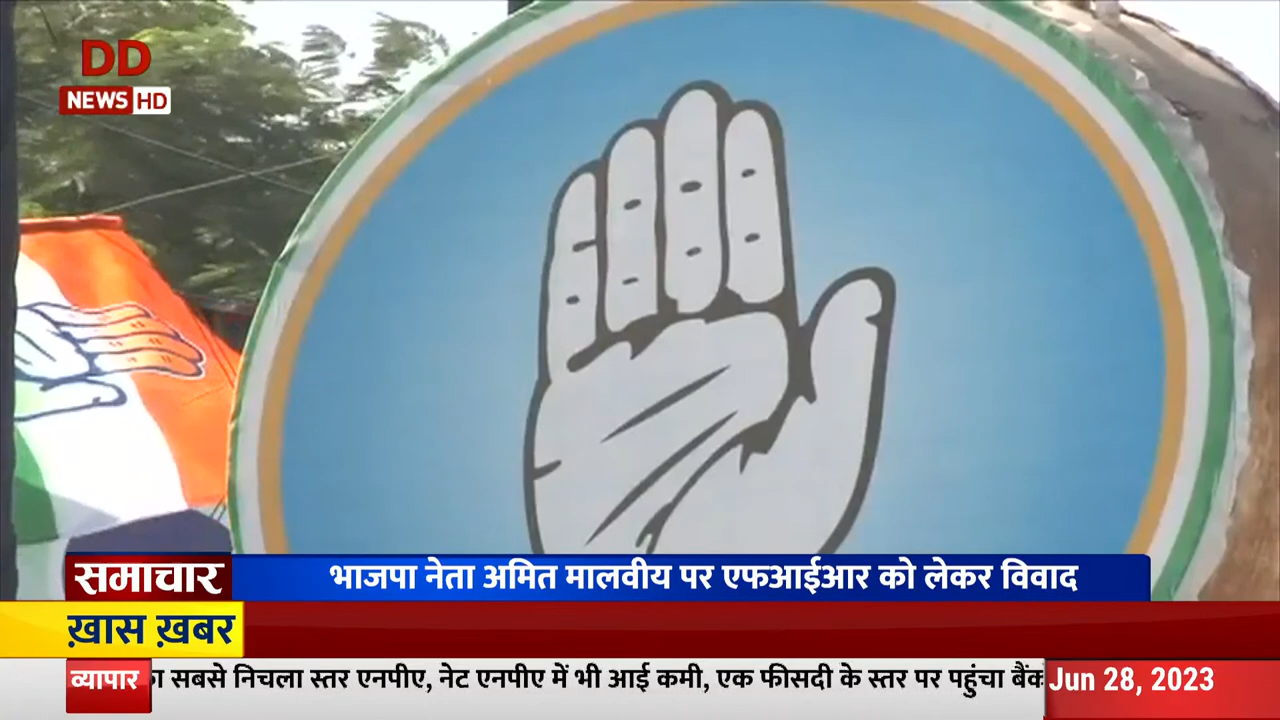 DD
NEWS HD
समाचार
भाजपा नेता अमित मालवीय पर एफआईआर को लेकर विवाद
ख़ास ख़बर
व्यापार
सबसे निचला स्तर एनपीए, नेट एनपीए में भी आई कमी, एक फीसदी के स्तर पर पहुंचा
Jun 28, 2023